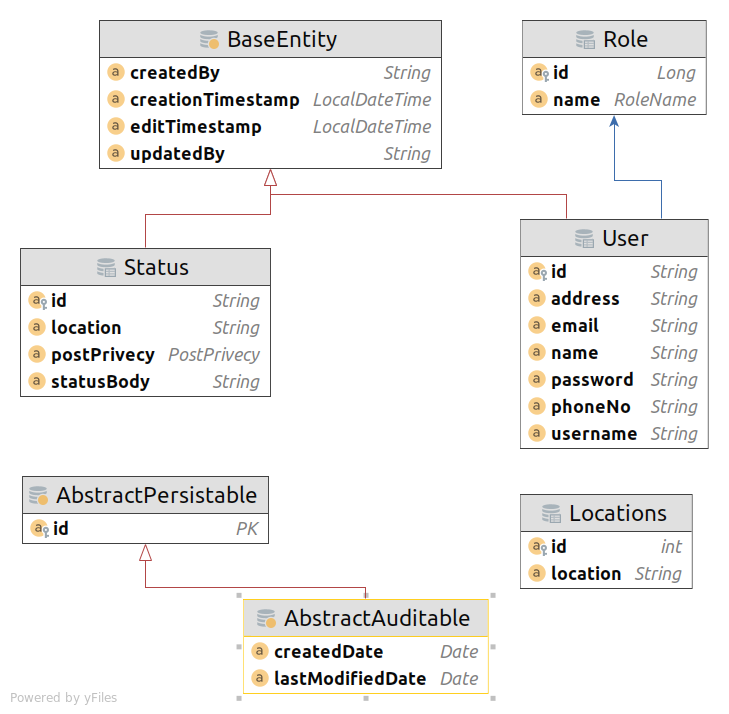 BaseEntity
createdBy String
creationTimestamp LocalDateTime
editTimestamp LocalDateTime
updatedBy String
Role
id Long
name RoleName
Status
id String
location String
postPrivecy PostPrivecy
statusBody String
User
id String
address String
email String
name String
password String
phoneNo String
username String
AbstractPersistable
id PK
Locations
id int
location String
AbstractAuditable
createdDate Date
lastModifiedDate Date
Powered by yFiles